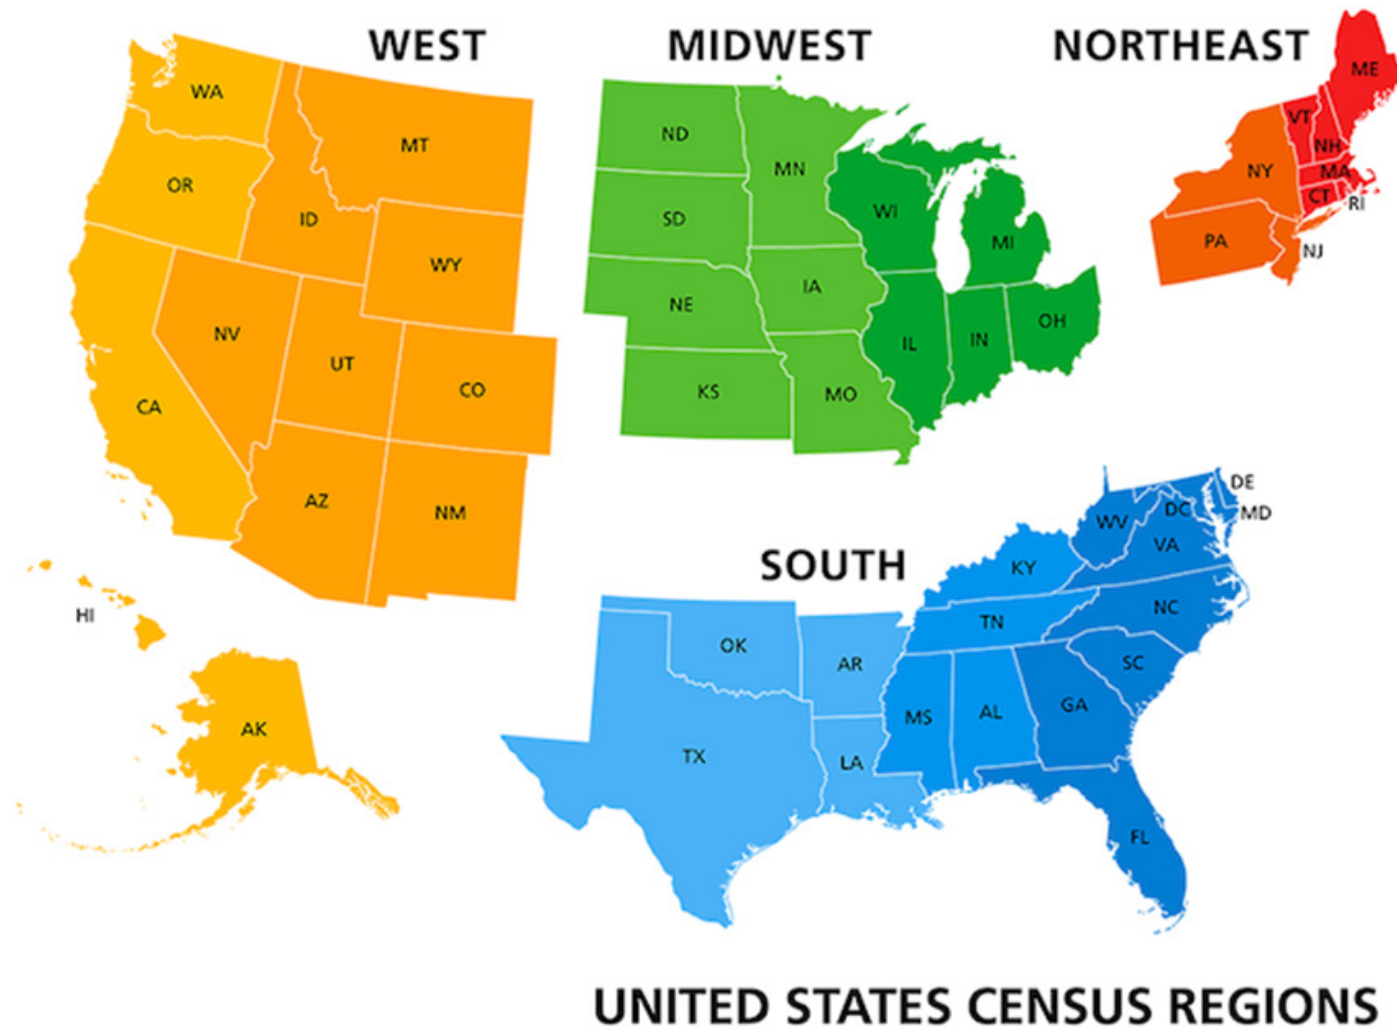 WEST
MIDWEST
NORTHEAST
WA
MT
OR
ID
WY
NV
UT
CO
CA
AZ
NM
HI
AK
ND
MN
SD
WI
MI
NE
IA
IL
IN
OH
KS
MO
ME
VT
NH
NY
MA
CT
RI
PA
NJ
SOUTH
DE
MD
WV
DC
VA
KY
NC
TN
OK
AR
SC
MS
AL
GA
TX
LA
FL
UNITED STATES CENSUS REGIONS